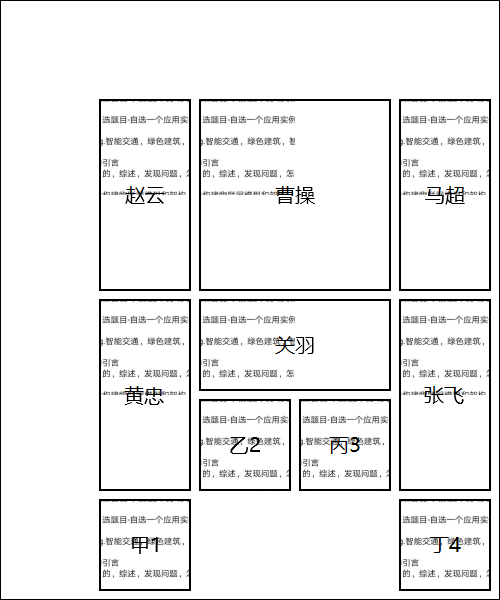 选题目-自选一个应用实
.智能交通，绿色建筑，
引言
的，综述，发现问题，
赵云
选题目-自选一个应用实例
.智能交通，绿色建筑，
引言
的，综述，发现问题，怎
曹操
选题目-自选一个应用实
.智能交通，绿色建筑，
引言
的，综述，发现问题，
马超
选题目-自选一个应用实
.智能交通，绿色建筑，
引言
的，综述，发现问题，
黄忠
选题目-自选一个应用实例
.智能交通，绿色建筑，
关羽
引言
的，综述，发现问题，怎
选题目-自选一个应用实
.智能交通，绿色建筑，
引言
的，综述，发现问题，
张飞
选题目-自选一个应用实
.智能交通，绿色建筑，
乙2
引言
的，综述，发现问题，
选题目-自选一个应用实
.智能交通，绿色建筑，
丙3
引言
的，综述，发现问题，
选题目-自选一个应用实
.智能交通，绿色建筑，
甲1
引言
的，综述，发现问题，
选题目-自选一个应用实
.智能交通，绿色建筑，
丁4
引言
的，综述，发现问题，